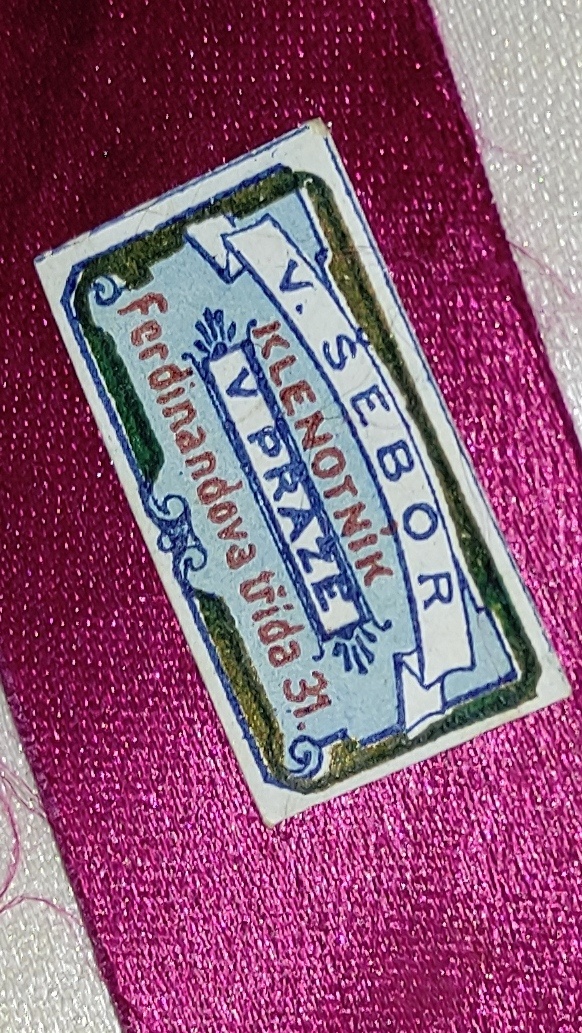 V. ŠEBOR
KLENOTNÍK
V PRAZE
Ferdinandova třída 31.